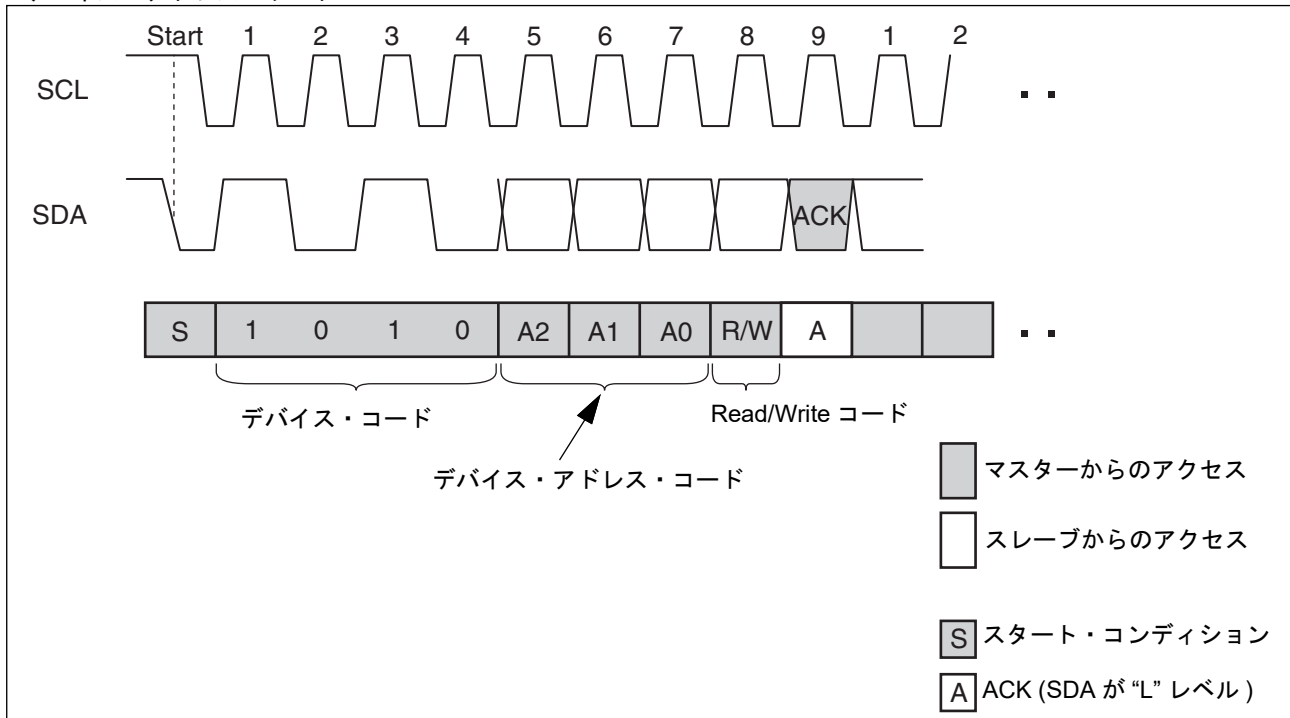 Start 1 2 3 4 5 6 7 8 9 1 2
SCL
SDA
ACK
S 1 0 1 0 A2 A1 A0 R/W A
デバイス・コード
Read/Write コード
デバイス・アドレス・コード
マスターからのアクセス
スレーブからのアクセス
S スタート・コンディション
A ACK (SDA が “L” レベル )